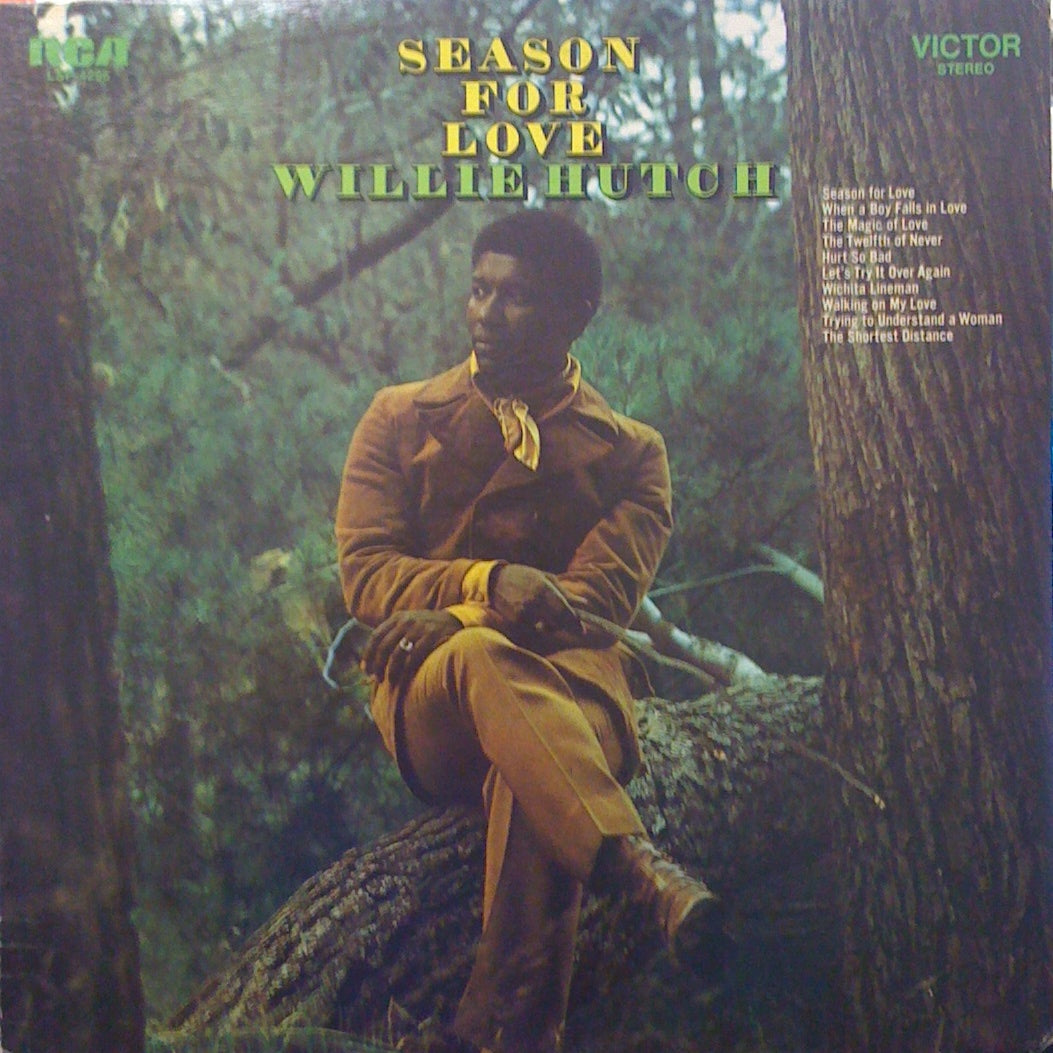 RCA
VICTOR
STEREO
SEASON
FOR
LOVE
WILLIE HUTCH
Season for Love
When a Boy Falls in Love
The Magic of Love
The Twelfth of Never
Hurt So Bad
Let's Try It Over Again
Wichita Lineman
Walking on My Love
Trying to Understand a Woman
The Shortest Distance